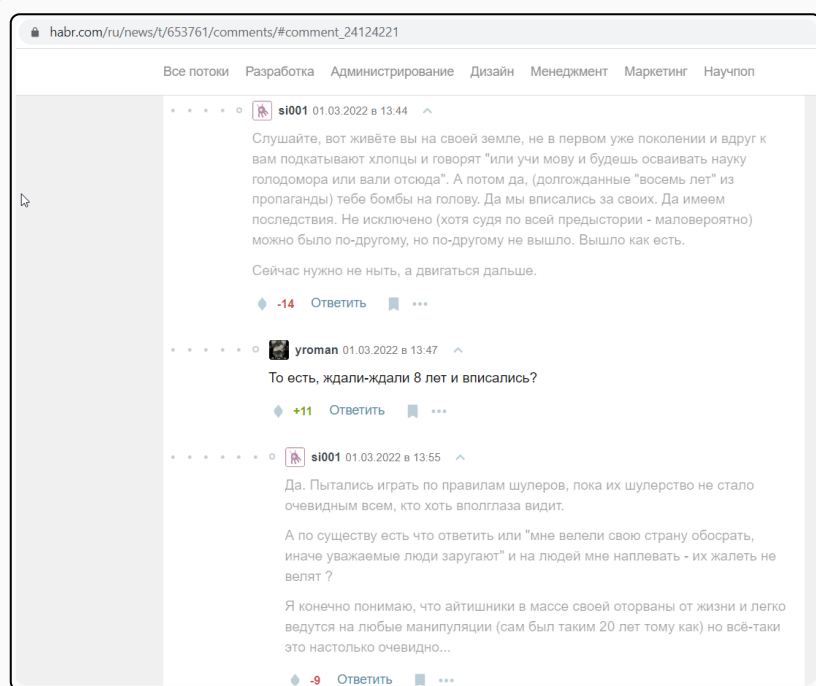 habr.com/ru/news/t/653761/comments/#comment_24124221
Все потоки Разработка Администрирование Дизайн Менеджмент Маркетинг Научпоп
si001 01.03.2022 в 13:44
Слушайте, вот живёте вы на своей земле, не в первом уже поколении и вдруг к
вам подкатывают хлопцы и говорят "или учи мову и будешь осваивать науку
голодомора или вали отсюда". А потом да, (долгожданные "восемь лет" из
пропаганды) тебе бомбы на голову. Да мы вписались за своих. Да имеем
последствия. Не исключено (хотя судя по всей предыстории - маловероятно)
можно было по-другому, но по-другому не вышло. Вышло как есть.
Сейчас нужно не ныть, а двигаться дальше.
-14 Ответить
yroman 01.03.2022 в 13:47
То есть, ждали-ждали 8 лет и вписались?
+11 Ответить
si001 01.03.2022 в 13:55
Да. Пытались играть по правилам шулеров, пока их шулерство не стало
очевидным всем, кто хоть вполглаза видит.
А по существу есть что ответить или "мне велели свою страну обосрать,
иначе уважаемые люди заругают" и на людей мне наплевать - их жалеть не
велят ?
Я конечно понимаю, что айтишники в массе своей оторваны от жизни и легко
ведутся на любые манипуляции (сам был таким 20 лет тому как) но всё-таки
это настолько очевидно...
-9 Ответить